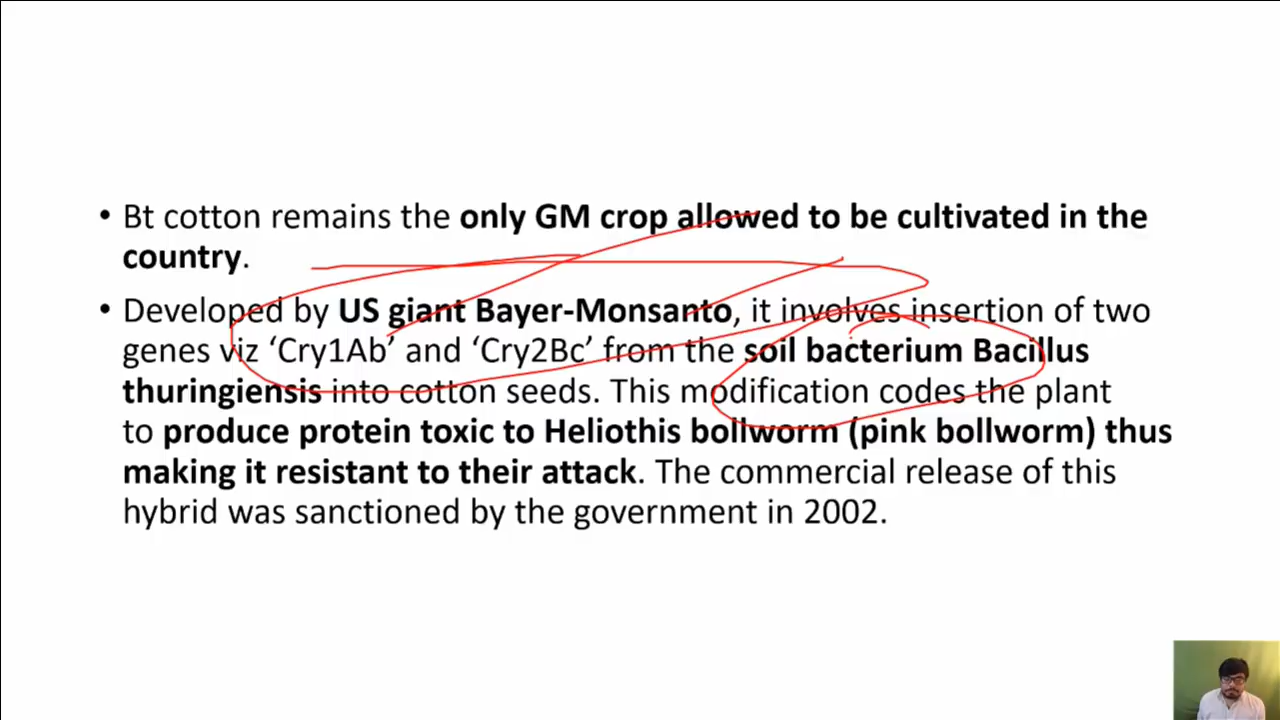 • Bt cotton remains the only GM crop allowed to be cultivated in the
country.
• Developed by US giant Bayer-Monsanto, it involves insertion of two
genes viz ‘Cry1Ab’ and ‘Cry2Bc’ from the soil bacterium Bacillus
thuringiensis into cotton seeds. This modification codes the plant
to produce protein toxic to Heliothis bollworm (pink bollworm) thus
making it resistant to their attack. The commercial release of this
hybrid was sanctioned by the government in 2002.